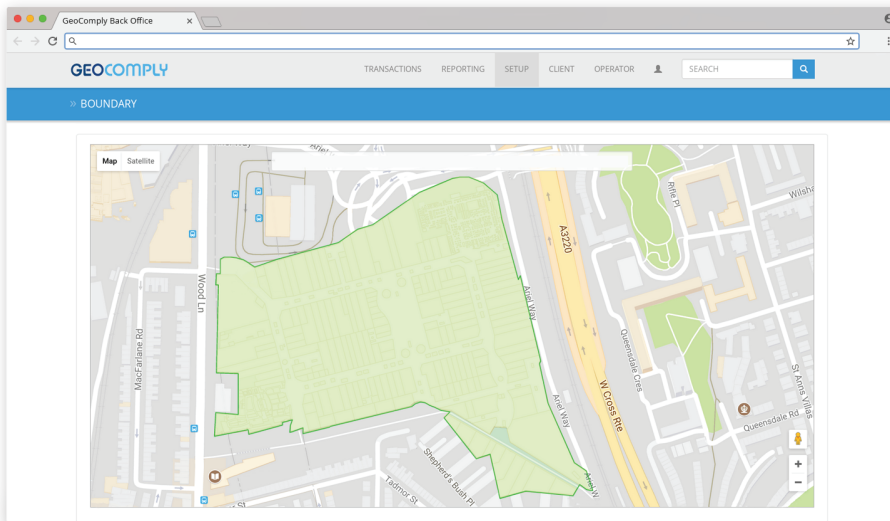 GeoComply Back Office
GEOCOMPLY
TRANSACTIONS REPORTING SETUP CLIENT OPERATOR SEARCH
» BOUNDARY
Map Satellite
Ariel
Rifle Pl
A3220
Wood Ln
Ariel Way
MacFarlane Rd
Queensdale Cres
St Anns Villas
W Cross Rte
Ariel Way
Queensdale Rd
Shepherd's Bush Pl
Tadmor St
Ariel W
+
−